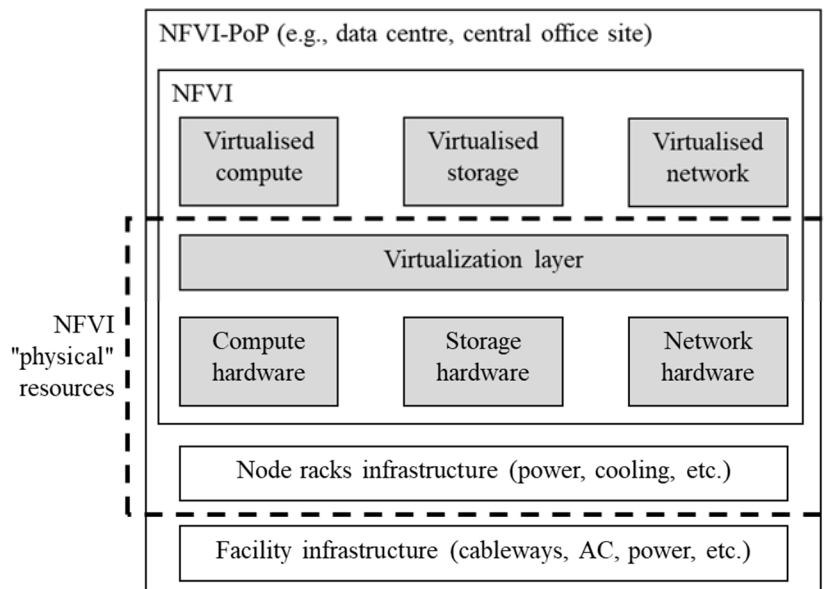 NFVI-PoP (e.g., data centre, central office site)
NFVI
Virtualised
compute
Virtualised
storage
Virtualised
network
Virtualization layer
NFVI
"physical"
resources
Compute
hardware
Storage
hardware
Network
hardware
Node racks infrastructure (power, cooling, etc.)
Facility infrastructure (cableways, AC, power, etc.)